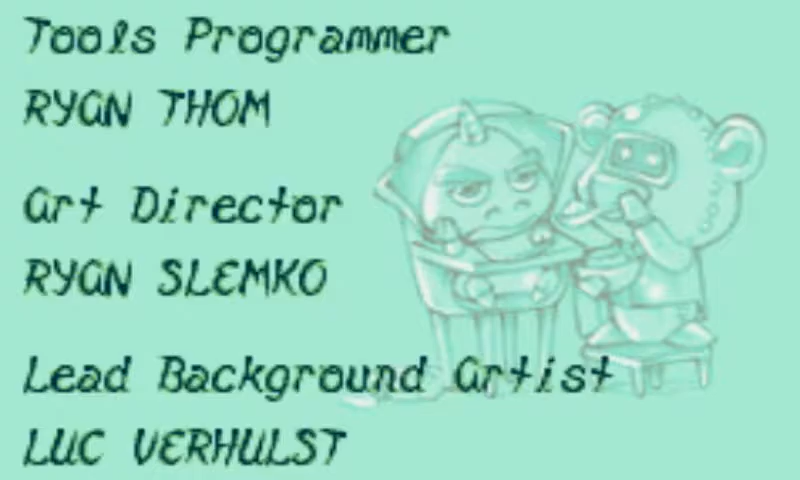 Tools Programmer
RYAN THOM
Art Director
RYAN SLEMKO
Lead Background Artist
LUC VERHULST